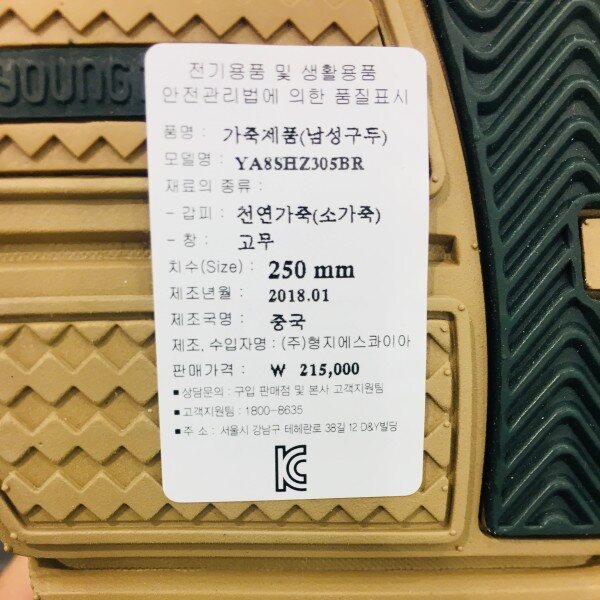 YOUNG
전기용품 및 생활용품
안전관리법에 의한 품질표시
품명 : 가죽제품(남성구두)
모델명 : YA8SHZ305BR
재료의 종류 :
- 갑피 : 천연가죽(소가죽)
- 창 : 고무
치수(Size) : 250 mm
제조년월 : 2018.01
제조국명 : 중국
제조, 수입자명 : (주)형지에스콰이아
판매가격 : ₩ 215,000
■ 상담문의 : 구입 판매점 및 본사 고객지원팀
■ 고객지원팀 : 1800-8635
■ 주 소 : 서울시 강남구 테헤란로 38길 12 D&Y빌딩
KC